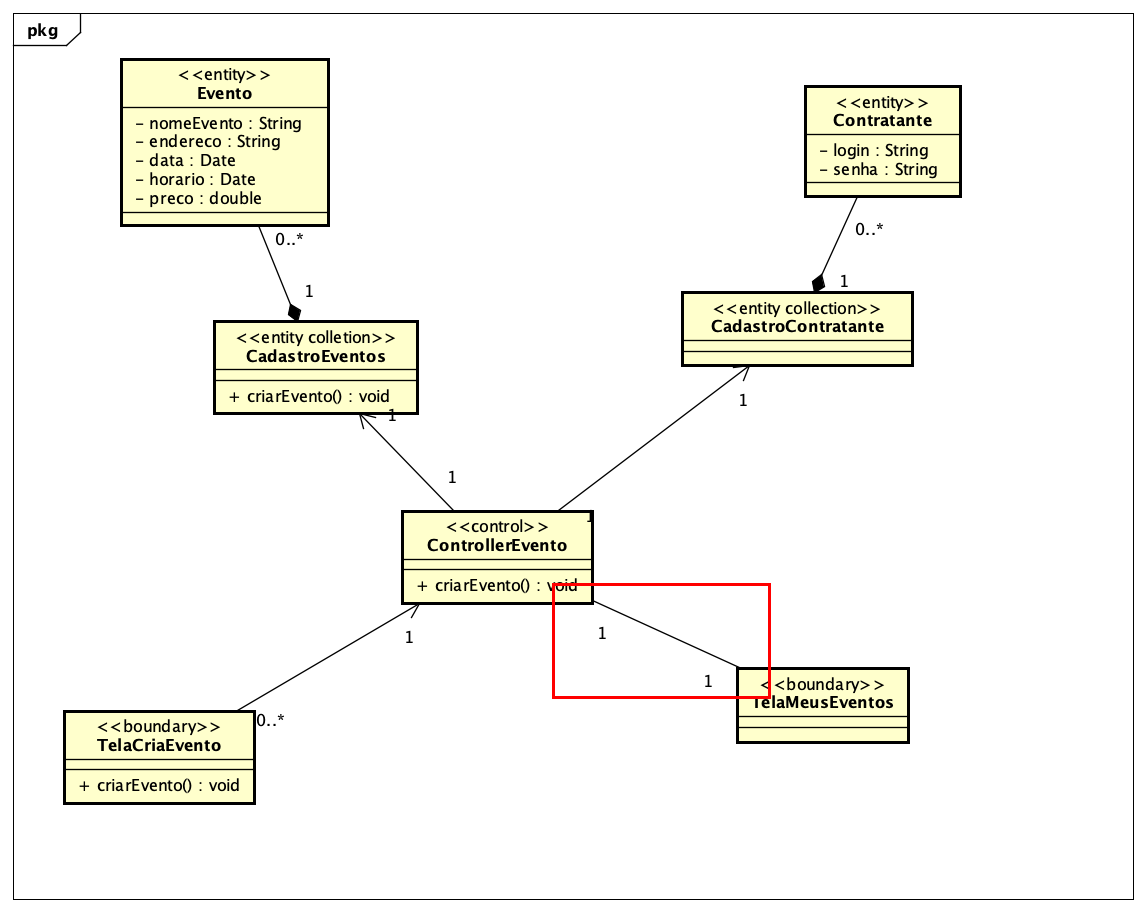 pkg
<<entity>>
Evento
- nomeEvento : String
- endereco : String
- data : Date
- horario : Date
- preco : double
<<entity>>
Contratante
- login : String
- senha : String
0..*
1
0..*
1
<<entity colletion>>
CadastroEventos
+ criarEvento() : void
<<entity collection>>
CadastroContratante
1
1
1
1
<<control>>
ControllerEvento
+ criarEvento() : void
1
1
1
0..*
<<boundary>>
TelaCriaEvento
+ criarEvento() : void
<<boundary>>
TelaMeusEventos